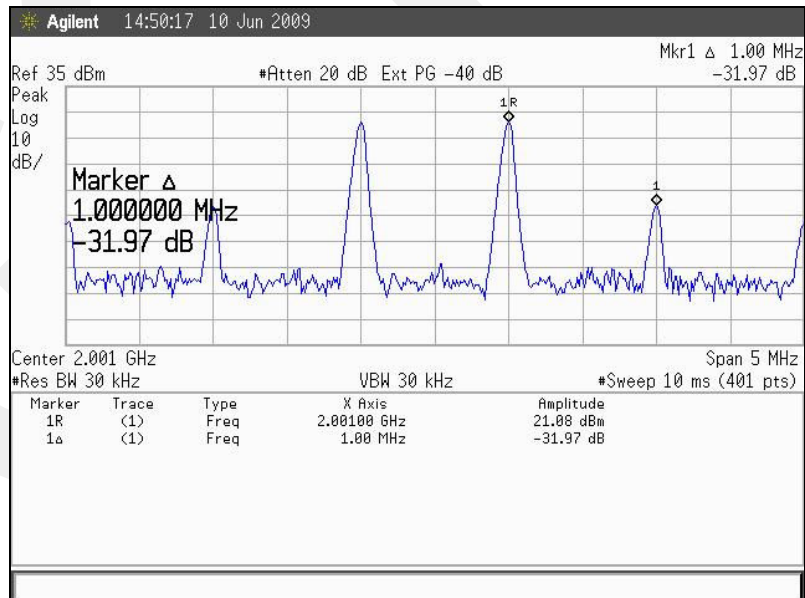 Agilent 14:50:17 10 Jun 2009
Mkr1 Δ 1.00 MHz
Ref 35 dBm #Atten 20 dB Ext PG -40 dB -31.97 dB
Peak
Log
10
dB/
1R
1
Marker Δ
1.000000 MHz
-31.97 dB
Center 2.001 GHz Span 5 MHz
#Res BW 30 kHz VBW 30 kHz #Sweep 10 ms (401 pts)
Marker Trace Type X Axis Amplitude
1R (1) Freq 2.00100 GHz 21.08 dBm
1Δ (1) Freq 1.00 MHz -31.97 dB